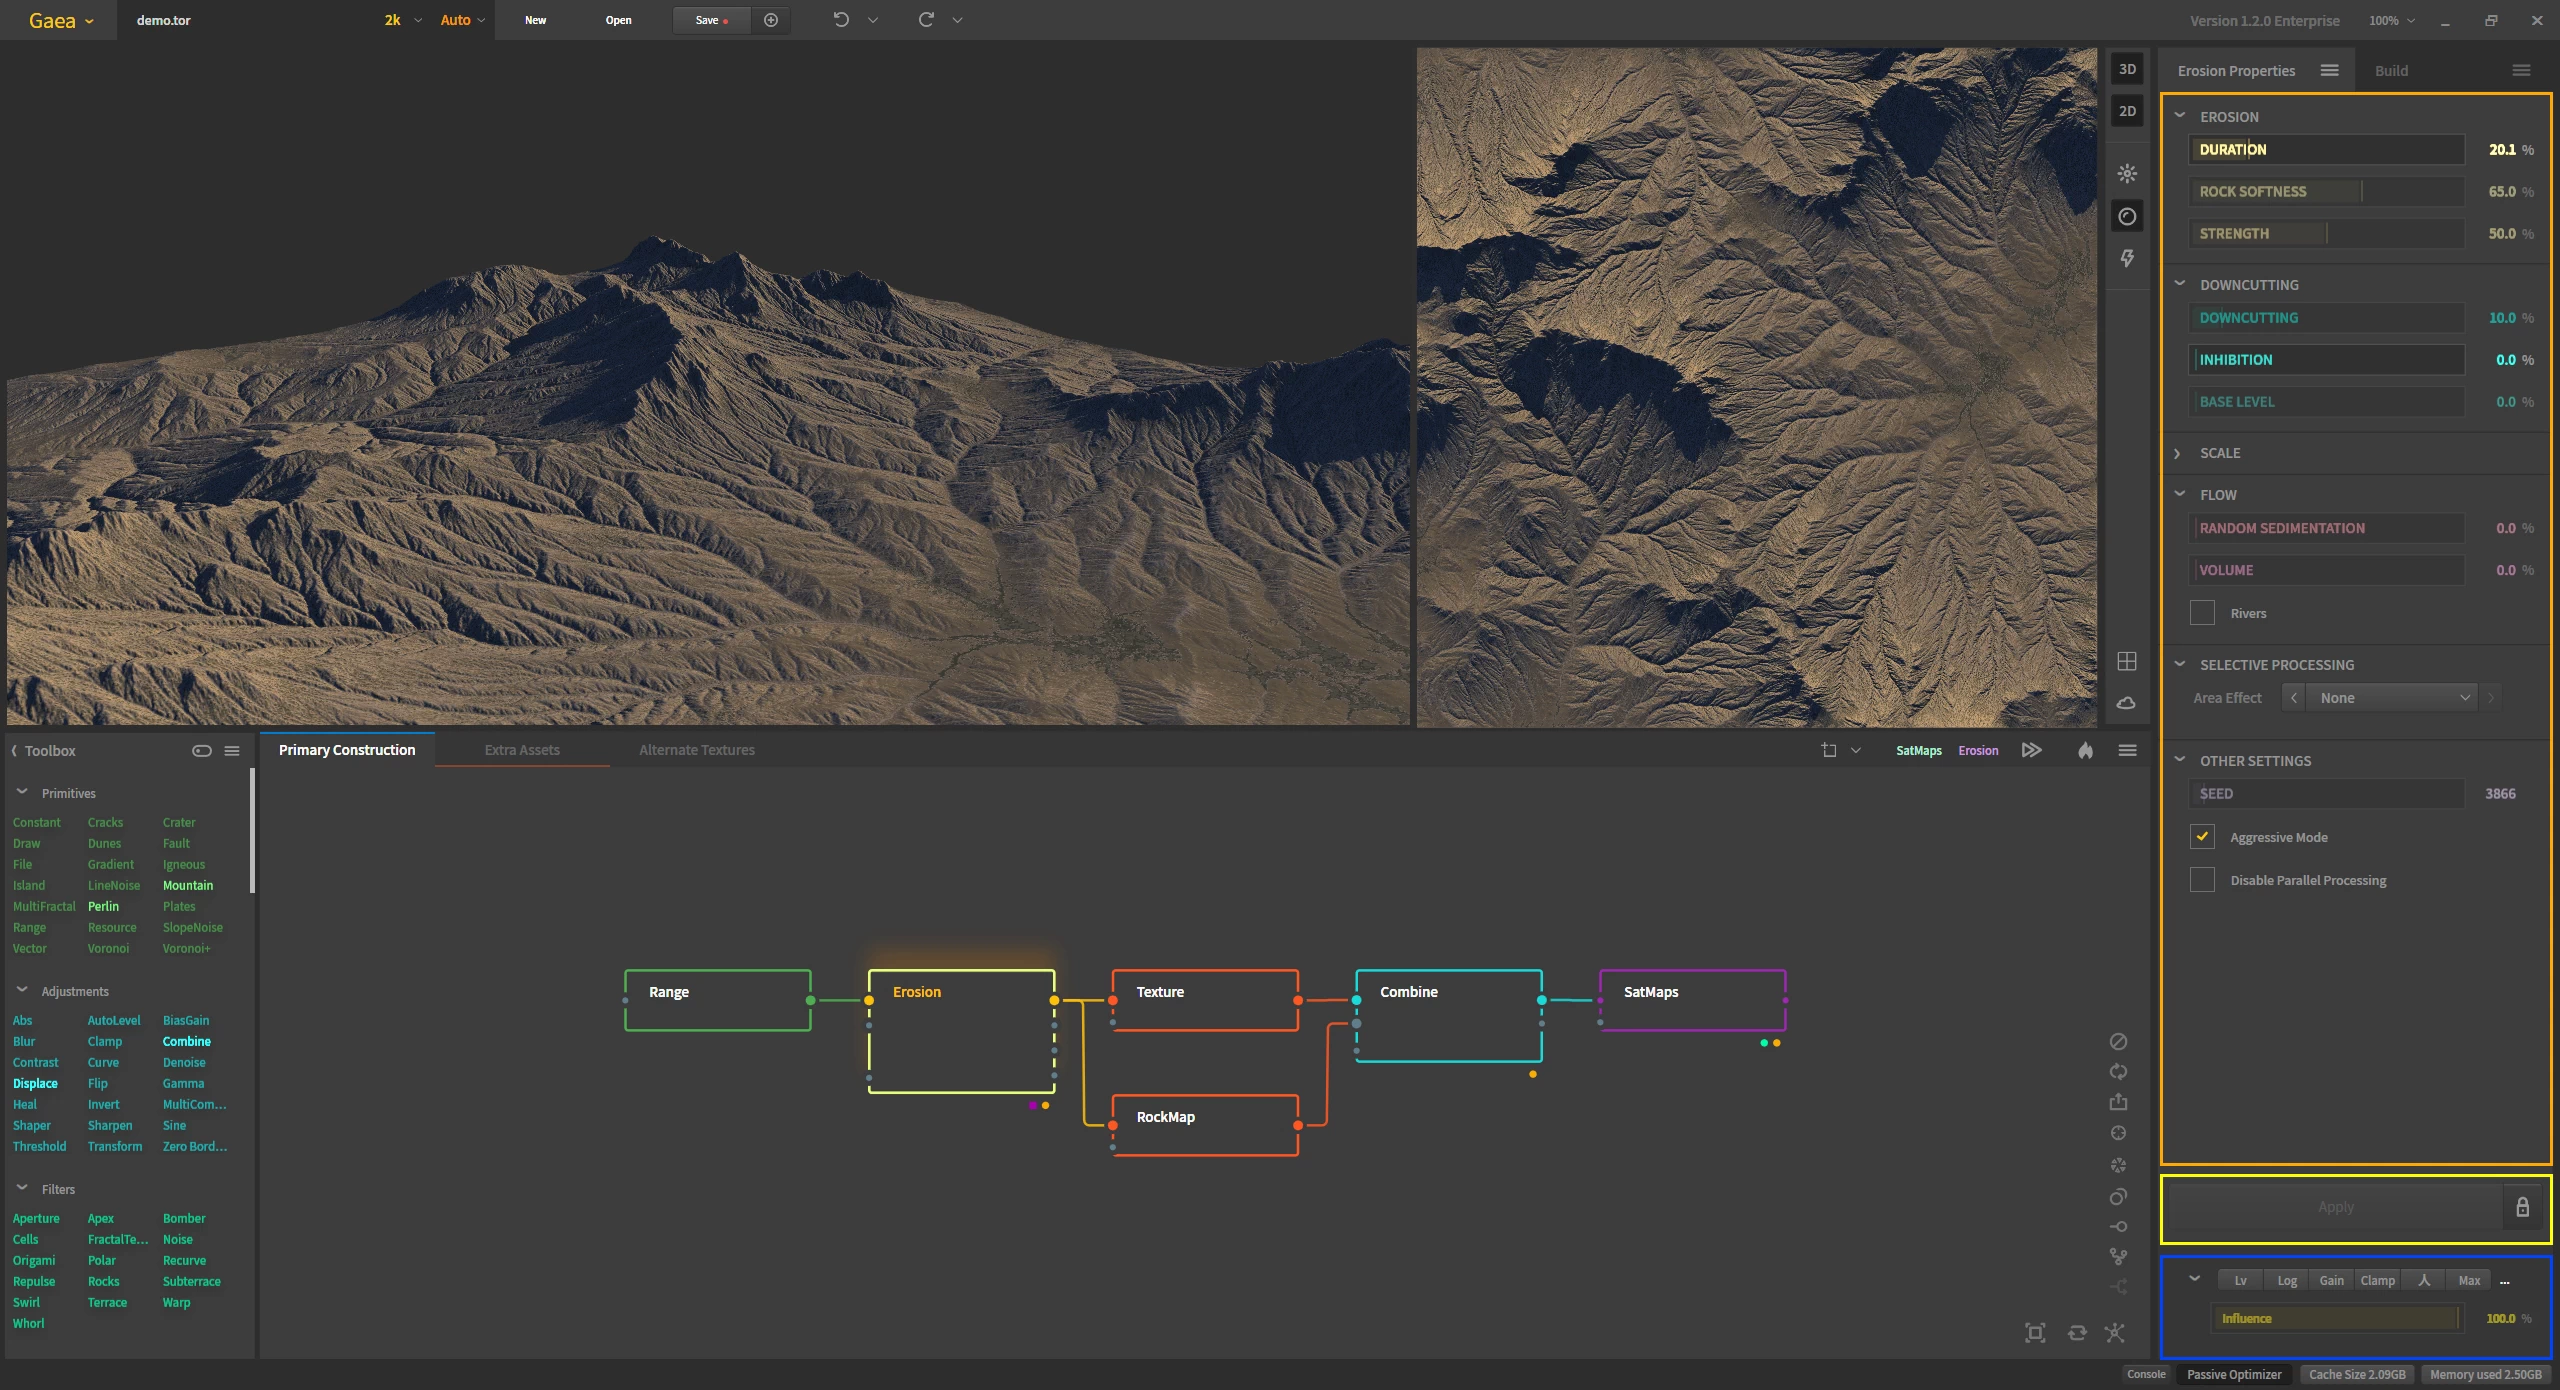 Gaea
demo.tor
2k
Auto
New
Open
Save
Version 1.2.0 Enterprise
100%
3D
2D
Erosion Properties
Build
EROSION
DURATION 20.1 %
ROCK SOFTNESS 65.0 %
STRENGTH 50.0 %
DOWNCUTTING
DOWNCUTTING 10.0 %
INHIBITION 0.0 %
BASE LEVEL 0.0 %
SCALE
FLOW
RANDOM SEDIMENTATION 0.0 %
VOLUME 0.0 %
Rivers
SELECTIVE PROCESSING
Area Effect None
OTHER SETTINGS
SEED 3866
Aggressive Mode
Disable Parallel Processing
Apply
Lv Log Gain Clamp Max ...
Influence 100.0 %
Toolbox
Primitives
Constant Cracks Crater
Draw Dunes Fault
File Gradient Igneous
Island LineNoise Mountain
MultiFractal Perlin Plates
Range Resource SlopeNoise
Vector Voronoi Voronoi+
Adjustments
Abs AutoLevel BiasGain
Blur Clamp Combine
Contrast Curve Denoise
Displace Flip Gamma
Heal Invert MultiCom...
Shaper Sharpen Sine
Threshold Transform Zero Bord...
Filters
Aperture Apex Bomber
Cells FractalTe... Noise
Origami Polar Recurve
Repulse Rocks Subterrace
Swirl Terrace Warp
Whorl
Primary Construction
Extra Assets
Alternate Textures
SatMaps
Erosion
Range
Erosion
Texture
Combine
SatMaps
RockMap
Console
Passive Optimizer
Cache Size 2.09GB
Memory used 2.50GB